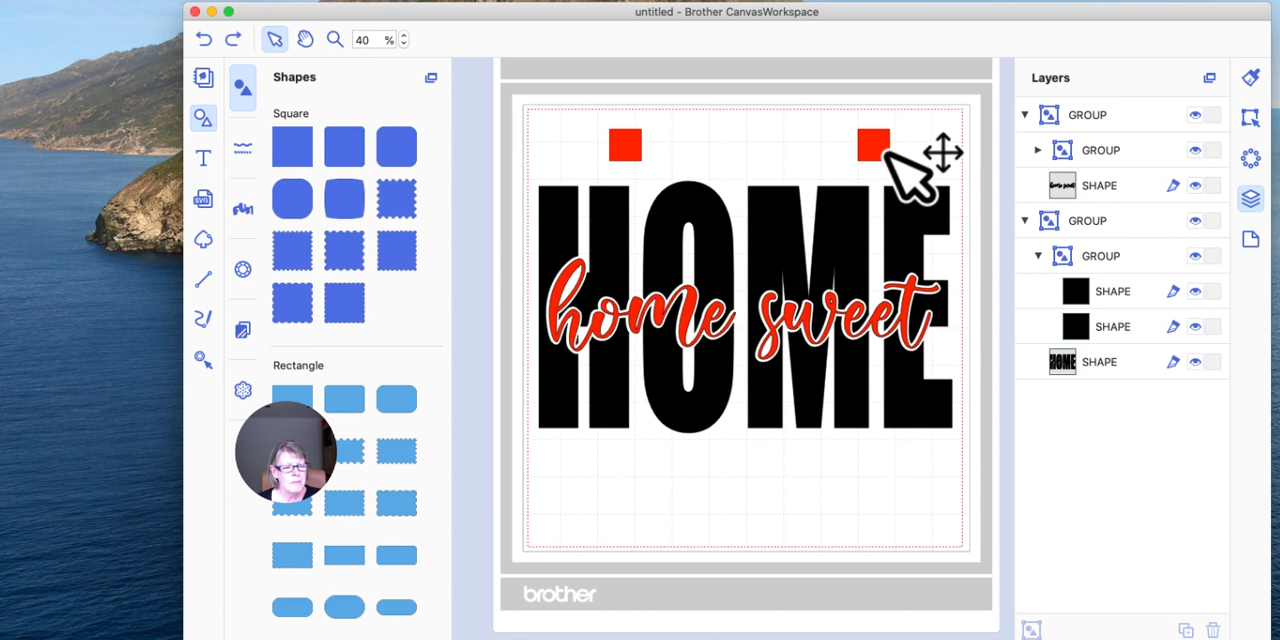 untitled - Brother CanvasWorkspace
40 %
Shapes
Square
Rectangle
HOME
home sweet
brother
Layers
GROUP
GROUP
SHAPE
GROUP
GROUP
SHAPE
SHAPE
SHAPE